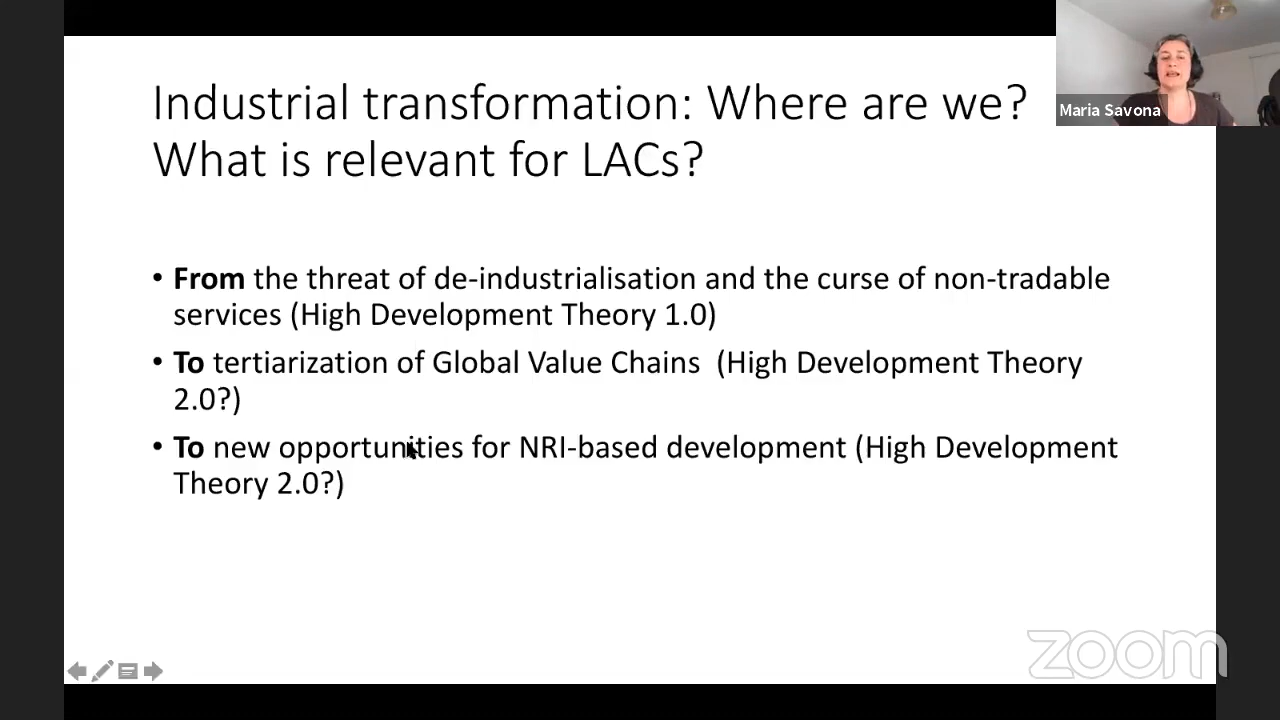 Industrial transformation: Where are we?
What is relevant for LACs?
Maria Savona
• From the threat of de-industrialisation and the curse of non-tradable
services (High Development Theory 1.0)
• To tertiarization of Global Value Chains (High Development Theory
2.0?)
• To new opportunities for NRI-based development (High Development
Theory 2.0?)
zoom